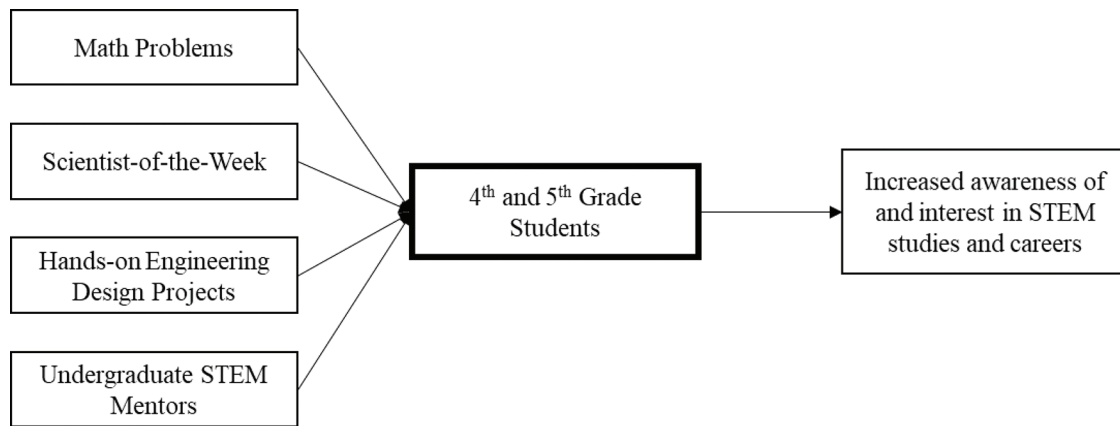 Math Problems
Scientist-of-the-Week
Hands-on Engineering
Design Projects
Undergraduate STEM
Mentors
4th and 5th Grade
Students
Increased awareness of
and interest in STEM
studies and careers